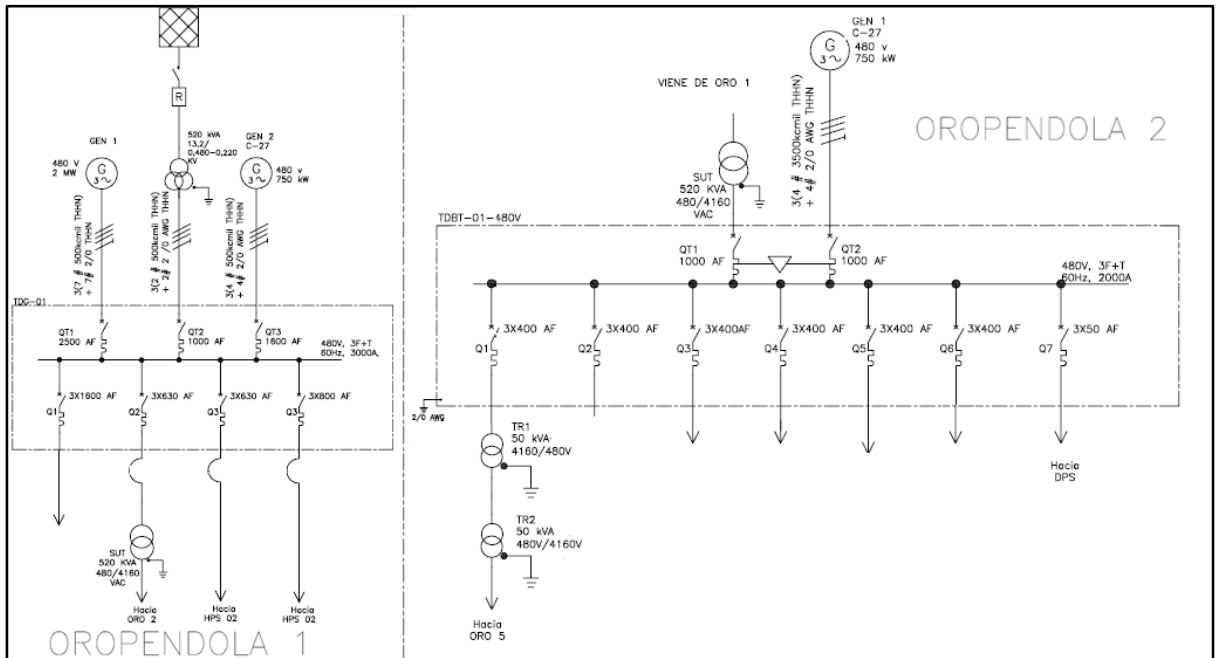 R
520 kVA
13,2/
0,480-0,220
KV
GEN 1
480 V
2 MW
G
3~
GEN 2
C-27
G
3~
480 v
750 kW
3(7 # 500kcmil THHN)
+ 7# 2/0 THHN
3(2 # 500kcmil THHN)
+ 2# 2/0 AWG THHN
3(4 # 500kcmil THHN)
+ 4# 2/0 AWG THHN
TDG-01
QT1
2500 AF
QT2
1000 AF
QT3
1600 AF
480V, 3F+T
60Hz, 3000A,
3X1600 AF
Q1
3X630 AF
Q2
3X630 AF
Q3
3X800 AF
Q3
SUT
520 KVA
480/4160
VAC
Hacia
ORO 2
Hacia
HPS 02
Hacia
HPS 02
OROPENDOLA 1
GEN 1
C-27
G
3~
480 v
750 kW
VIENE DE ORO 1
OROPENDOLA 2
3(4 # 3500kcmil THHN)
+ 4# 2/0 AWG THHN
SUT
520 KVA
480/4160
VAC
TDBT-01-480V
QT1
1000 AF
QT2
1000 AF
480V, 3F+T
60Hz, 2000A
3X400 AF
Q1
3X400 AF
Q2
3X400AF
Q3
3X400 AF
Q4
3X400 AF
Q5
3X400 AF
Q6
3X50 AF
Q7
2/0 AWG
TR1
50 kVA
4160/480V
Hacia
DPS
TR2
50 kVA
480V/4160V
Hacia
ORO 5